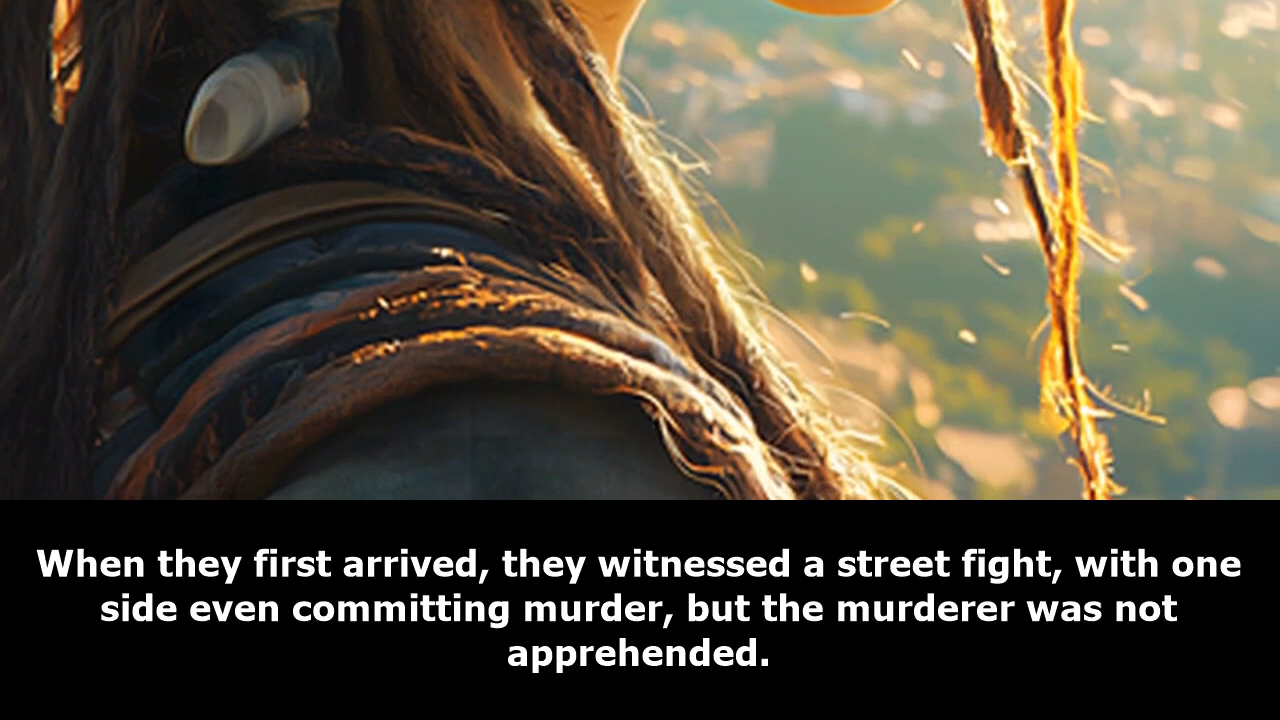 When they first arrived, they witnessed a street fight, with one
side even committing murder, but the murderer was not
apprehended.